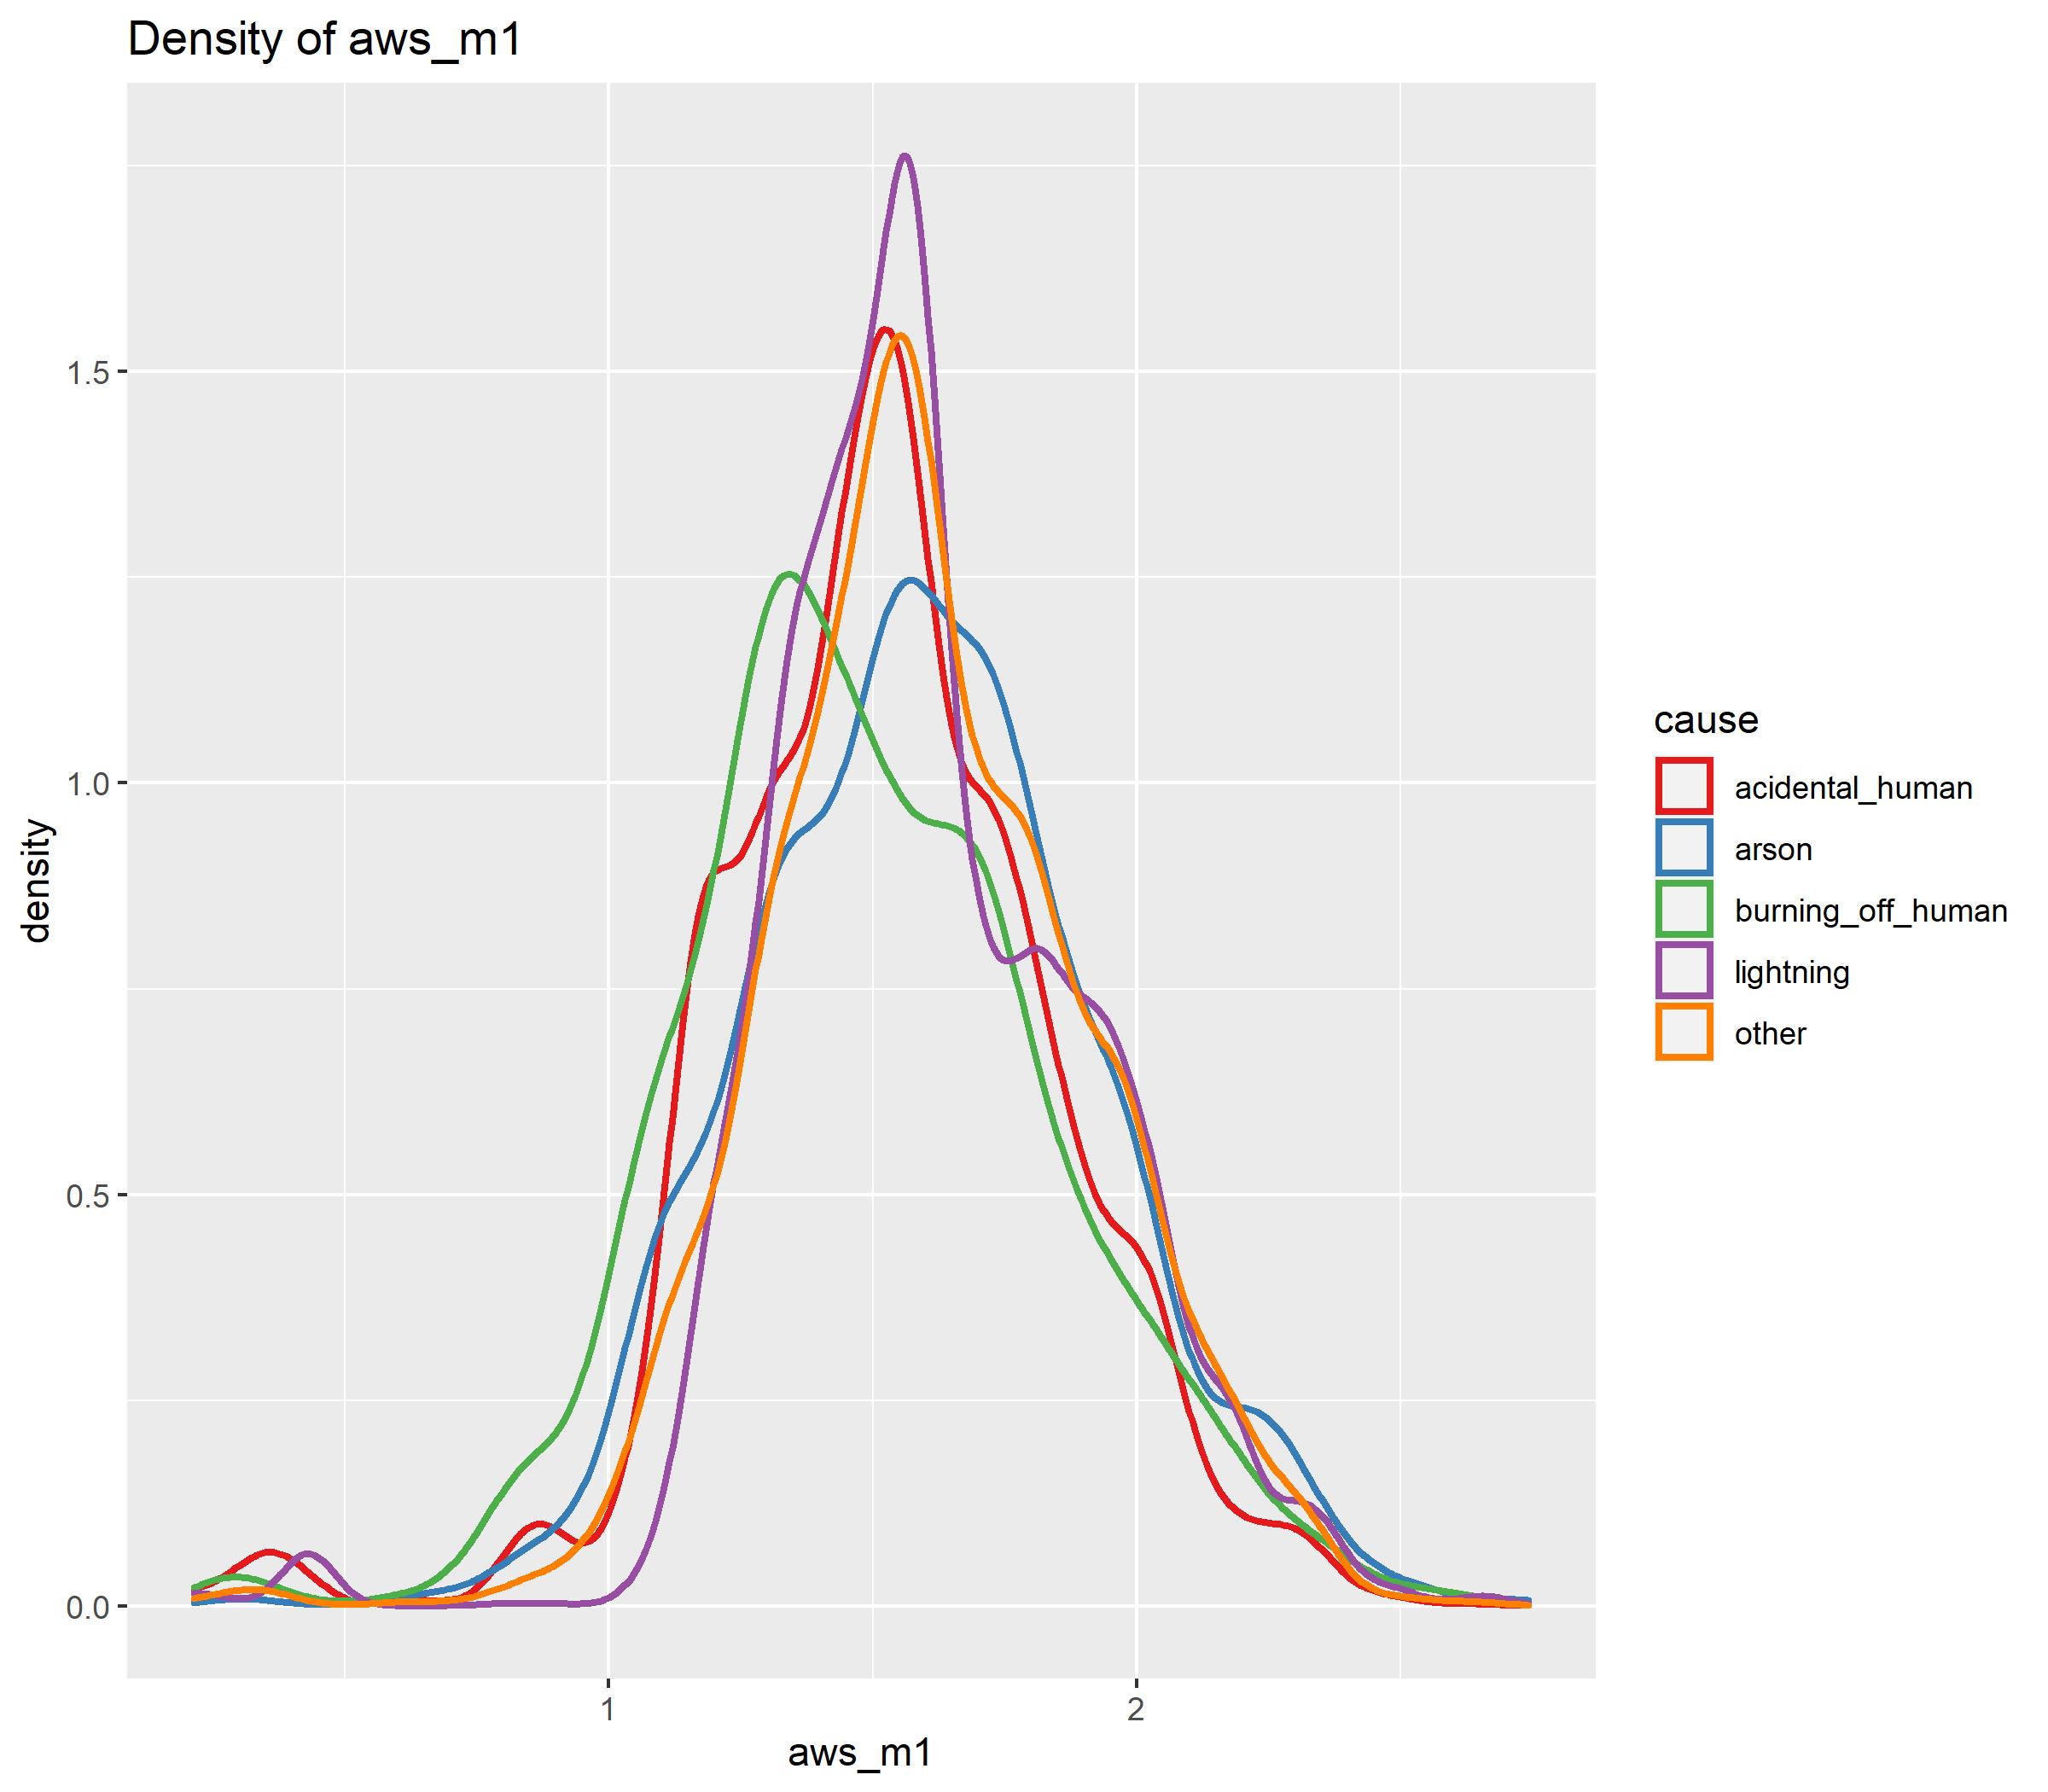 Density of aws_m1
1.5
1.0
0.5
0.0
density
1
2
aws_m1
cause
acidental_human
arson
burning_off_human
lightning
other